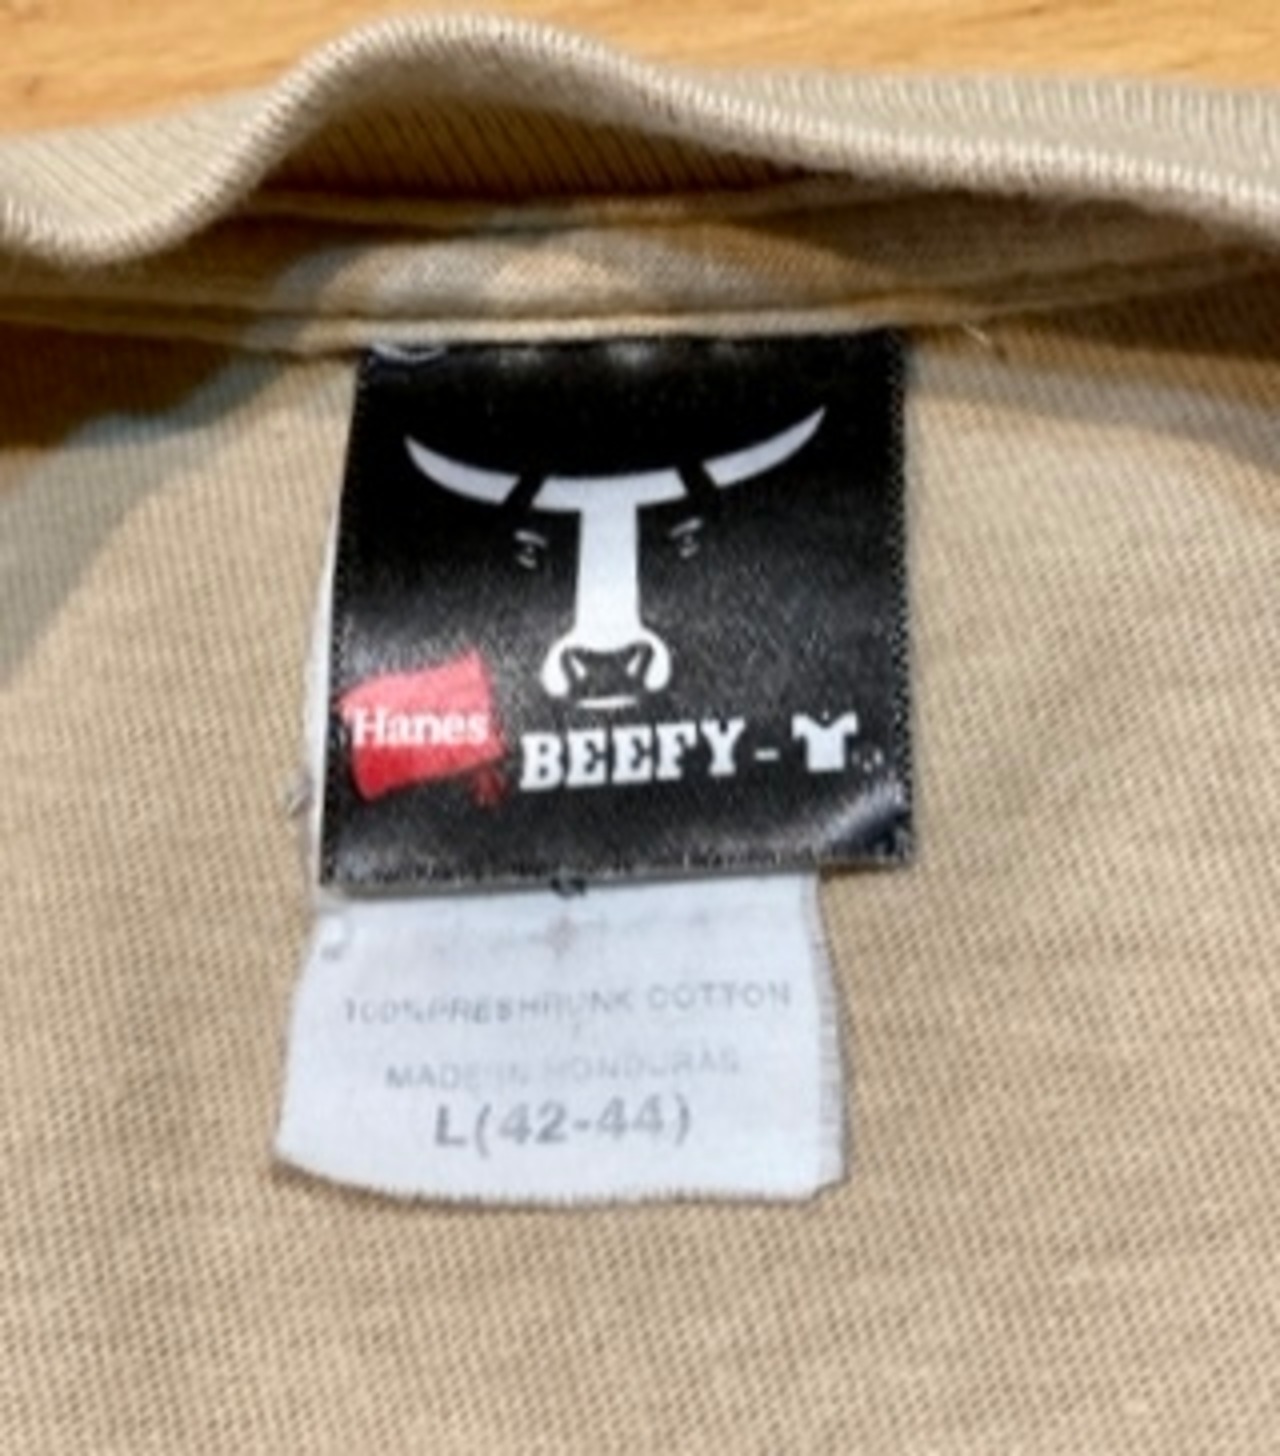 Hanes
BEEFY-
100% PRESHRUNK COTTON
MADE IN HONDURAS
L(42-44)